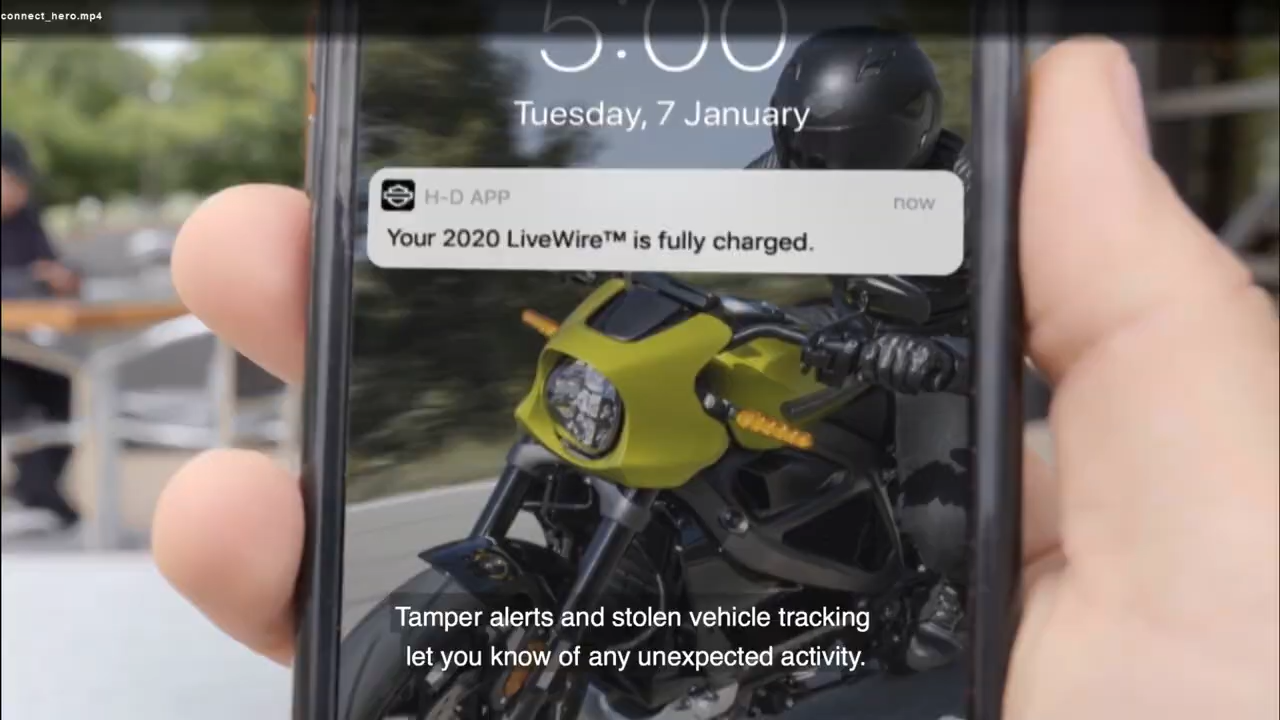 connect_hero.mp4
5:00
Tuesday, 7 January
H-D APP
now
Your 2020 LiveWire™ is fully charged.
Tamper alerts and stolen vehicle tracking
let you know of any unexpected activity.